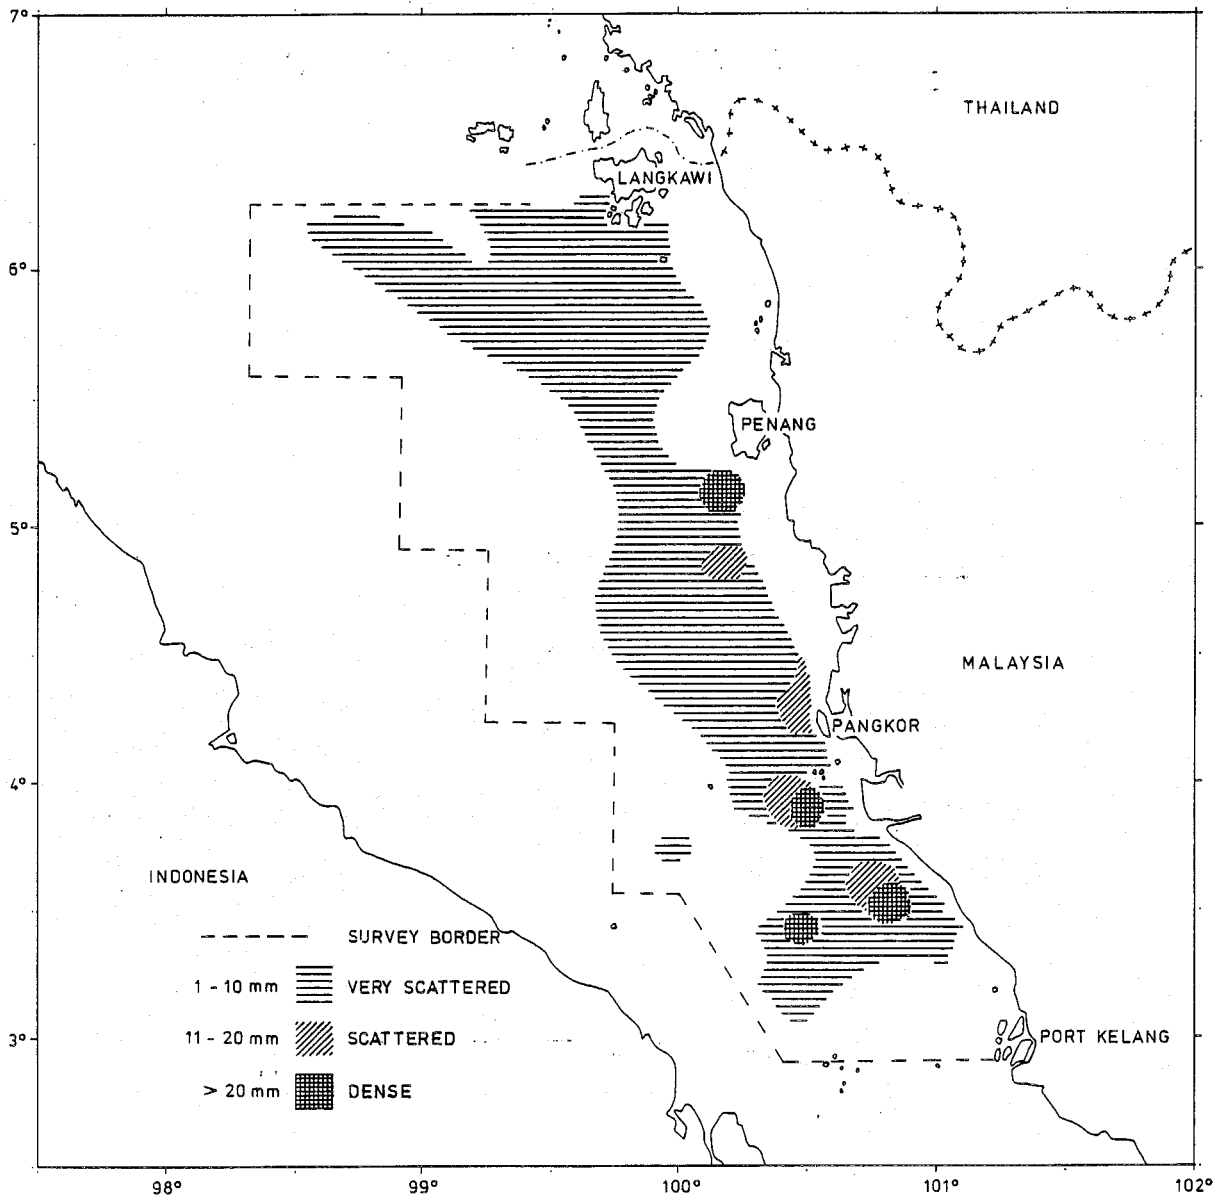 7°
THAILAND
LANGKAWI
6°
PENANG
5°
MALAYSIA
PANGKOR
4°
INDONESIA
SURVEY BORDER
1 - 10 mm VERY SCATTERED
11 - 20 mm SCATTERED
3°
PORT KELANG
> 20 mm DENSE
98° 99° 100° 101° 102°